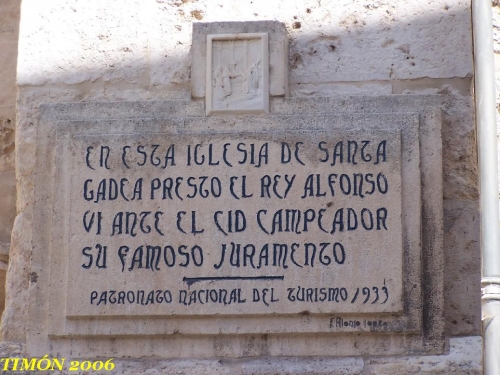 EN ESTA IGLESIA DE SANTA
GADEA PRESTO EL REY ALFONSO
VI ANTE EL CID CAMPEADOR
SU FAMOSO JURAMENTO
PATRONATO NACIONAL DEL TURISMO/1933
TIMÓN 2006